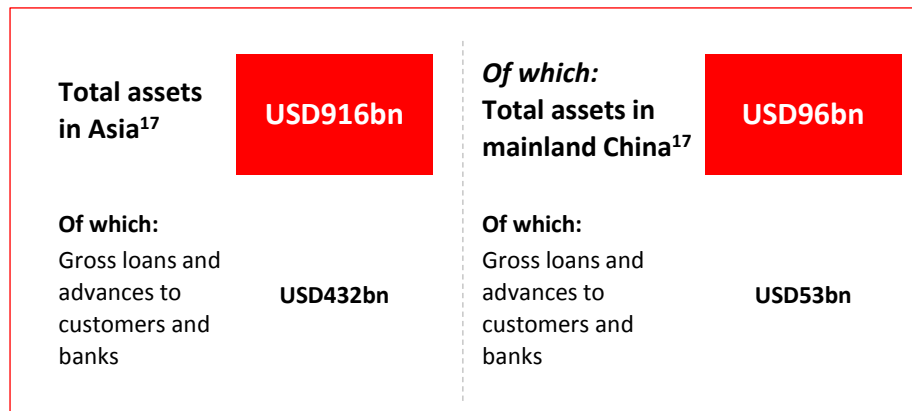 Total assets
in Asia17
USD916bn
Of which:
Gross loans and
advances to
customers and
banks
USD432bn
Of which:
Total assets in
mainland China17
USD96bn
Of which:
Gross loans and
advances to
customers and
banks
USD53bn